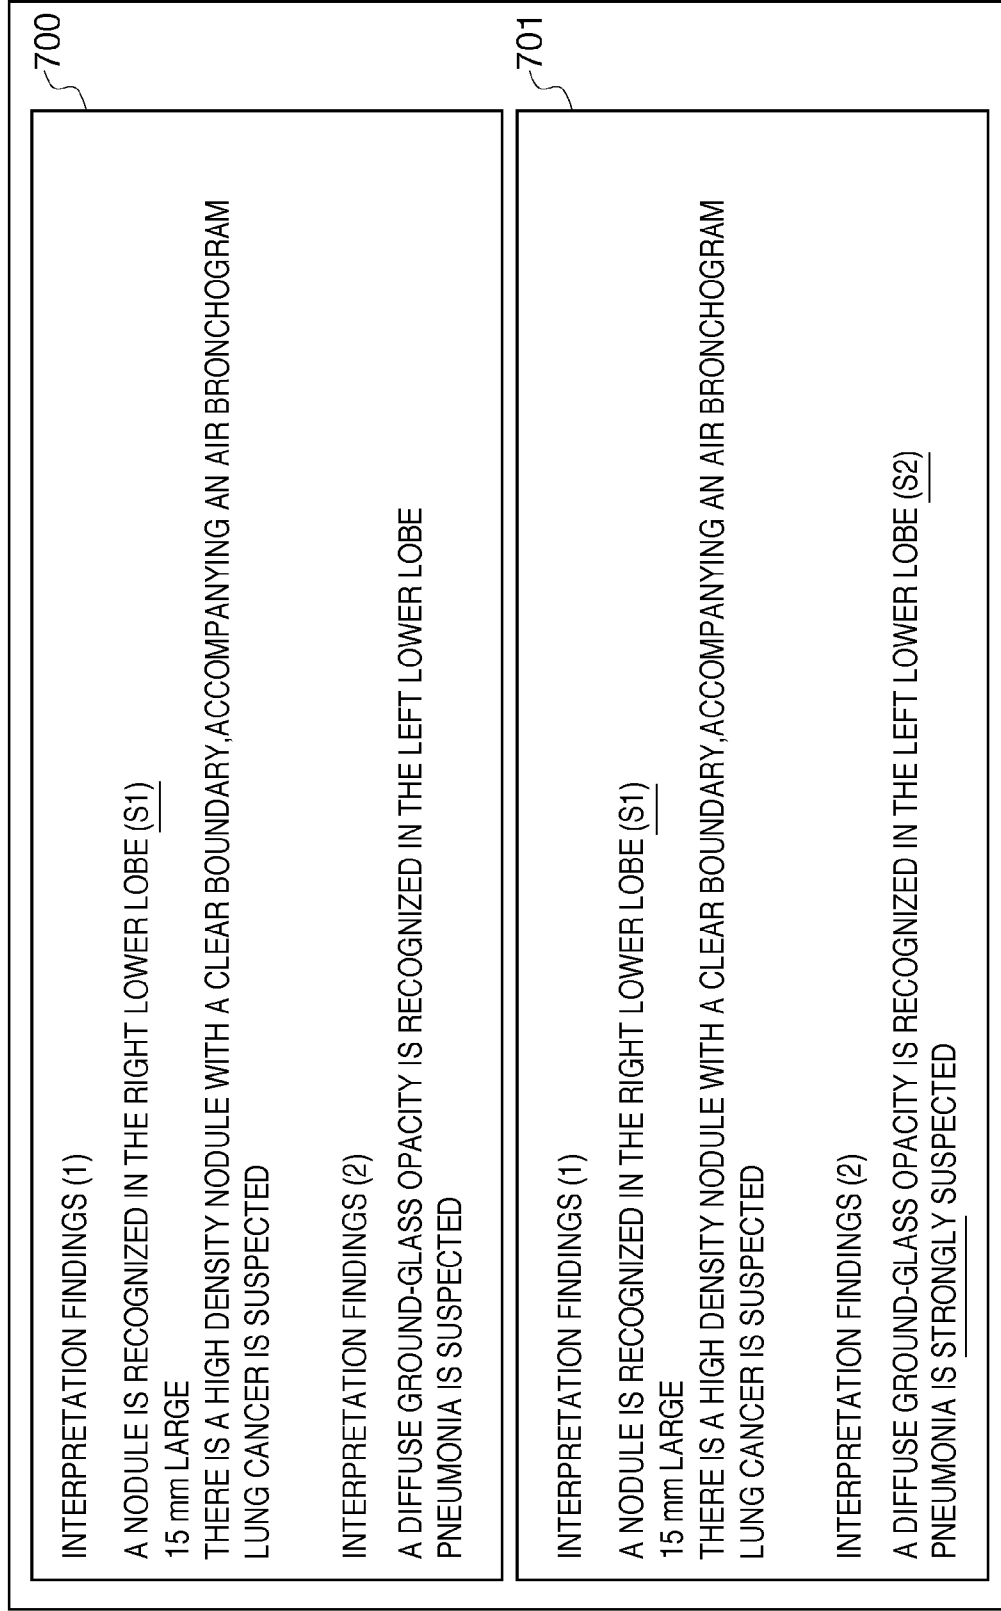 700
INTERPRETATION FINDINGS (1)
A NODULE IS RECOGNIZED IN THE RIGHT LOWER LOBE (S1)
15 mm LARGE
THERE IS A HIGH DENSITY NODULE WITH A CLEAR BOUNDARY,ACCOMPANYING AN AIR BRONCHOGRAM
LUNG CANCER IS SUSPECTED
INTERPRETATION FINDINGS (2)
A DIFFUSE GROUND-GLASS OPACITY IS RECOGNIZED IN THE LEFT LOWER LOBE
PNEUMONIA IS SUSPECTED
701
INTERPRETATION FINDINGS (1)
A NODULE IS RECOGNIZED IN THE RIGHT LOWER LOBE (S1)
15 mm LARGE
THERE IS A HIGH DENSITY NODULE WITH A CLEAR BOUNDARY,ACCOMPANYING AN AIR BRONCHOGRAM
LUNG CANCER IS SUSPECTED
INTERPRETATION FINDINGS (2)
A DIFFUSE GROUND-GLASS OPACITY IS RECOGNIZED IN THE LEFT LOWER LOBE (S2)
PNEUMONIA IS STRONGLY SUSPECTED